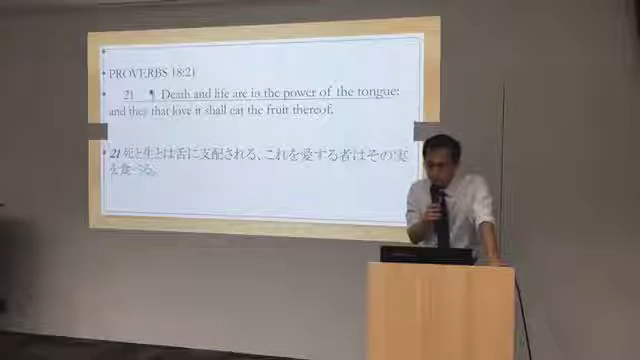 PROVERBS 18:21
21 ¶ Death and life are in the power of the tongue:
and they that love it shall eat the fruit thereof.
21 死と生とは舌に支配される、これを愛する者はその実
を食べる。